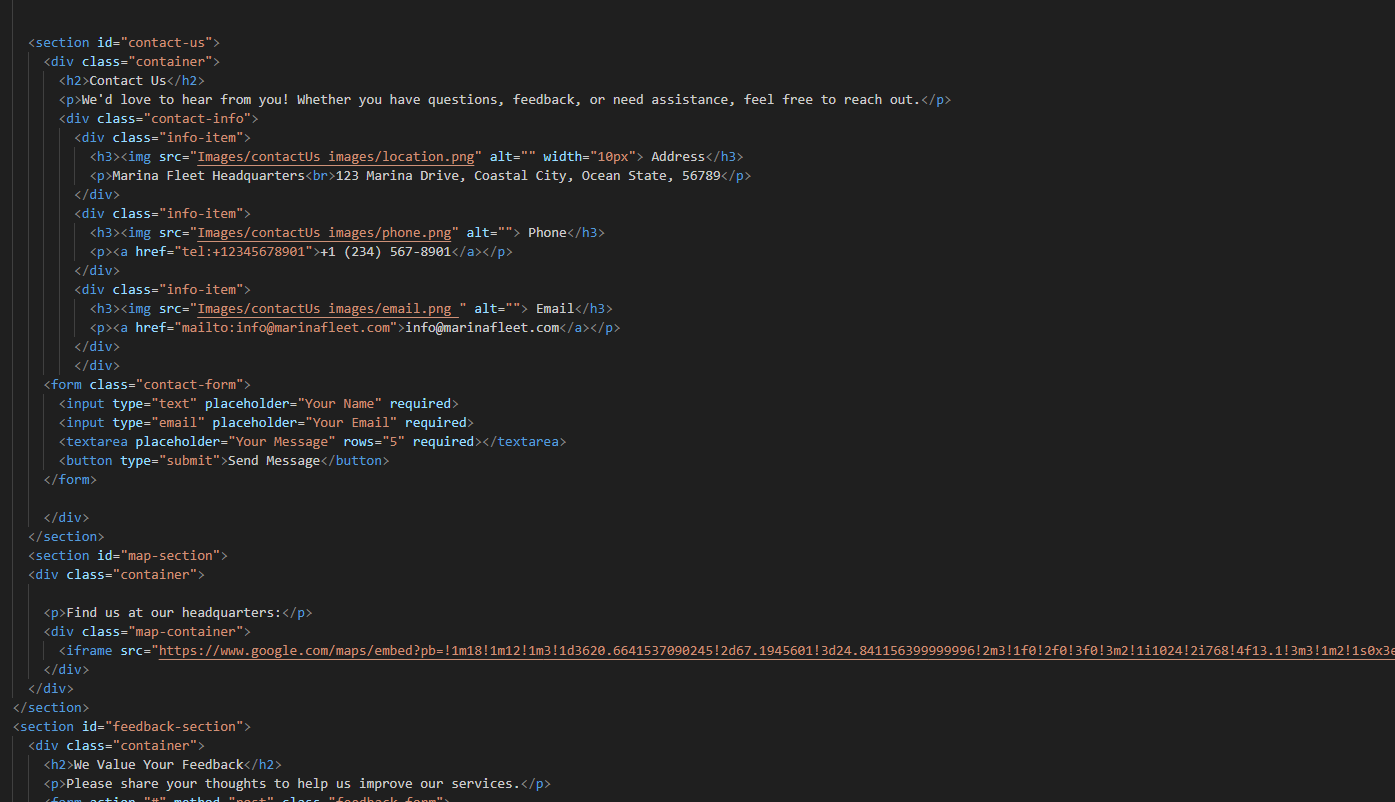 <section id="contact-us">
<div class="container">
<h2>Contact Us</h2>
<p>We'd love to hear from you! Whether you have questions, feedback, or need assistance, feel free to reach out.</p>
<div class="contact-info">
<div class="info-item">
<h3><img src="Images/contactUs images/location.png" alt="" width="10px"> Address</h3>
<p>Marina Fleet Headquarters<br>123 Marina Drive, Coastal City, Ocean State, 56789</p>
</div>
<div class="info-item">
<h3><img src="Images/contactUs images/phone.png" alt=""> Phone</h3>
<p><a href="tel:+12345678901">+1 (234) 567-8901</a></p>
</div>
<div class="info-item">
<h3><img src="Images/contactUs images/email.png " alt=""> Email</h3>
<p><a href="mailto:info@marinafleet.com">info@marinafleet.com</a></p>
</div>
</div>
<form class="contact-form">
<input type="text" placeholder="Your Name" required>
<input type="email" placeholder="Your Email" required>
<textarea placeholder="Your Message" rows="5" required></textarea>
<button type="submit">Send Message</button>
</form>
</div>
</section>
<section id="map-section">
<div class="container">
<p>Find us at our headquarters:</p>
<div class="map-container">
<iframe src="https://www.google.com/maps/embed?pb=!1m18!1m12!1m3!1d3620.6641537090245!2d67.1945601!3d24.841156399999996!2m3!1f0!2f0!3f0!3m2!1i1024!2i768!4f13.1!3m3!1m2!1s0x3e
</div>
</div>
</section>
<section id="feedback-section">
<div class="container">
<h2>We Value Your Feedback</h2>
<p>Please share your thoughts to help us improve our services.</p>
<form action="#" method="post" class="feedback-form">